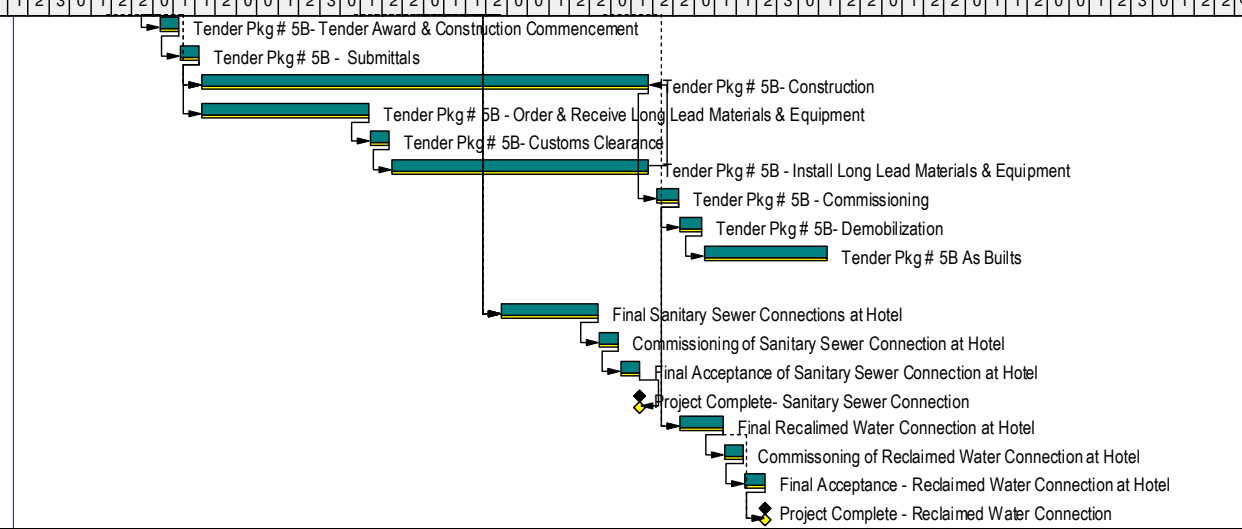 Tender Pkg # 5B- Tender Award & Construction Commencement
Tender Pkg # 5B - Submittals
Tender Pkg # 5B- Construction
Tender Pkg # 5B - Order & Receive Long Lead Materials & Equipment
Tender Pkg # 5B- Customs Clearance
Tender Pkg # 5B - Install Long Lead Materials & Equipment
Tender Pkg # 5B - Commissioning
Tender Pkg # 5B- Demobilization
Tender Pkg # 5B As Builts
Final Sanitary Sewer Connections at Hotel
Commissioning of Sanitary Sewer Connection at Hotel
Final Acceptance of Sanitary Sewer Connection at Hotel
Project Complete- Sanitary Sewer Connection
Final Recalimed Water Connection at Hotel
Commissoning of Reclaimed Water Connection at Hotel
Final Acceptance - Reclaimed Water Connection at Hotel
Project Complete - Reclaimed Water Connection